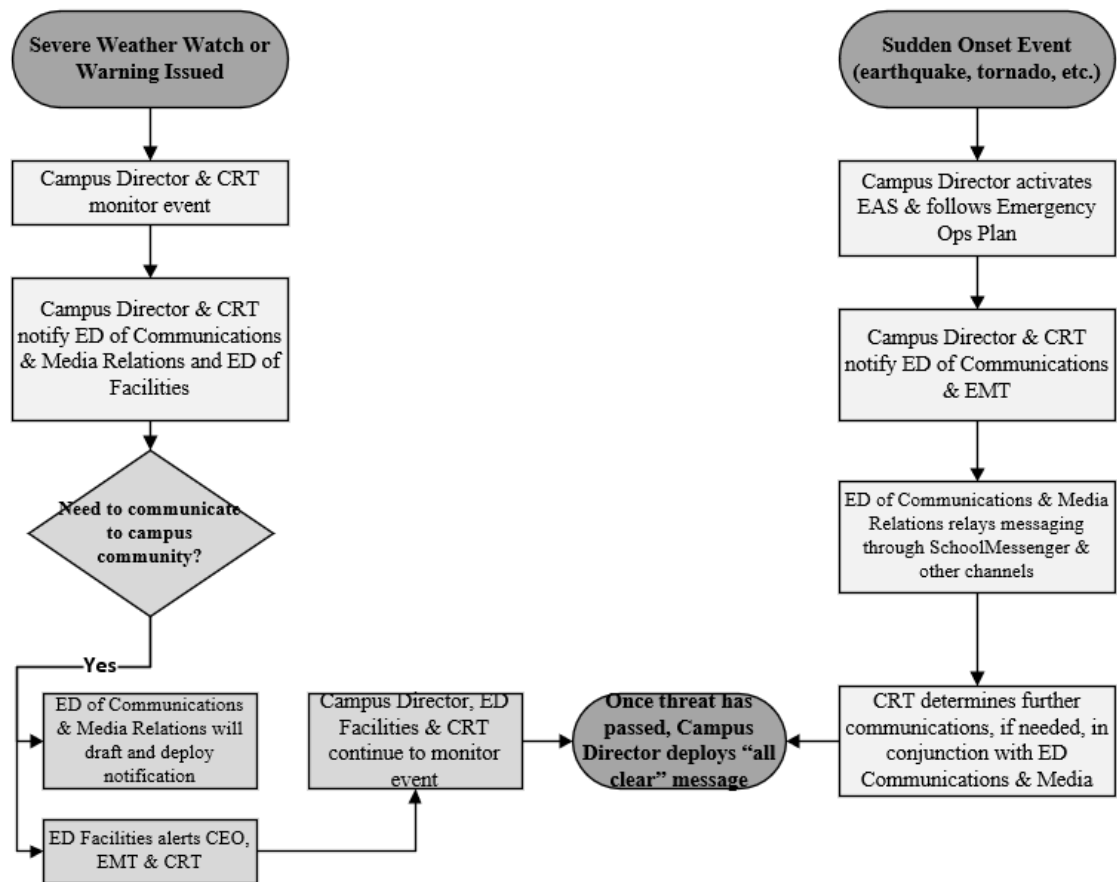 Severe Weather Watch or
Warning Issued
Campus Director & CRT
monitor event
Campus Director & CRT
notify ED of Communications
& Media Relations and ED of
Facilities
Need to communicate
to campus
community?
Yes
ED of Communications
& Media Relations will
draft and deploy
notification
ED Facilities alerts CEO,
EMT & CRT
Campus Director, ED
Facilities & CRT
continue to monitor
event
Once threat has
passed, Campus
Director deploys “all
clear” message
Sudden Onset Event
(earthquake, tornado, etc.)
Campus Director activates
EAS & follows Emergency
Ops Plan
Campus Director & CRT
notify ED of Communications
& EMT
ED of Communications & Media
Relations relays messaging
through SchoolMessenger &
other channels
CRT determines further
communications, if needed, in
conjunction with ED
Communications & Media